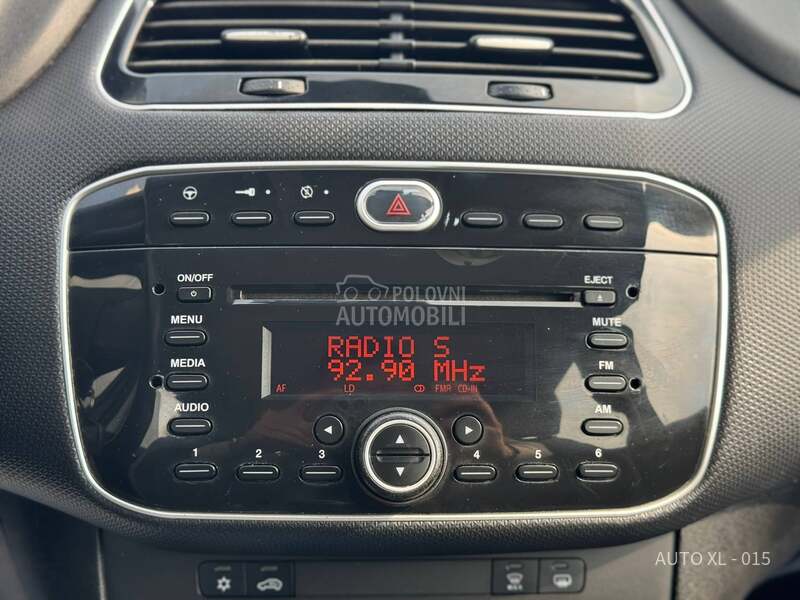 ON/OFF
EJECT
POLOVNI
AUTOMOBILI
MENU
MUTE
RADIO S
92.90 MHz
MEDIA
FM
AF LD FMA CD-IN
AUDIO
AM
1 2 3 4 5 6
AUTO XL - 015